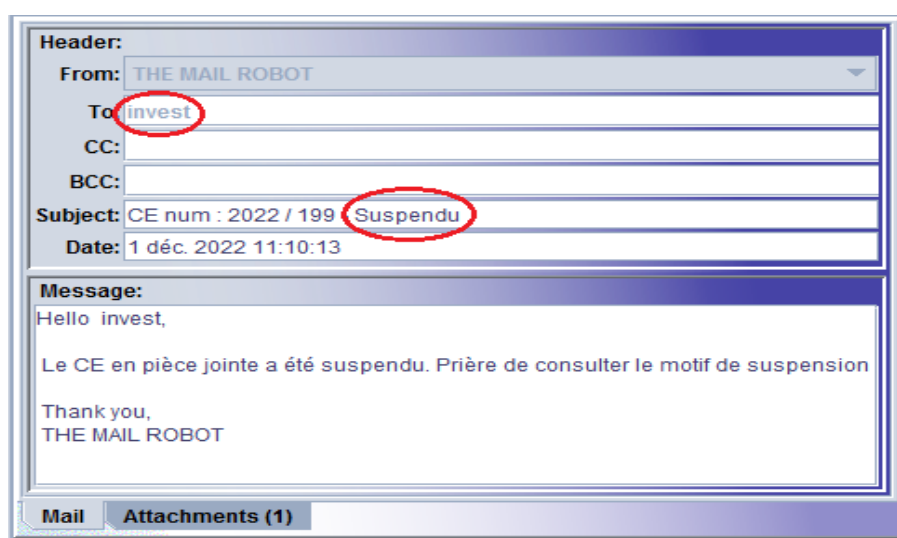 Header:
From: THE MAIL ROBOT
To invest
CC:
BCC:
Subject: CE num : 2022 / 199 Suspendu
Date: 1 déc. 2022 11:10:13
Message:
Hello invest,
Le CE en pièce jointe a été suspendu. Prière de consulter le motif de suspension
Thank you,
THE MAIL ROBOT
Mail Attachments (1)